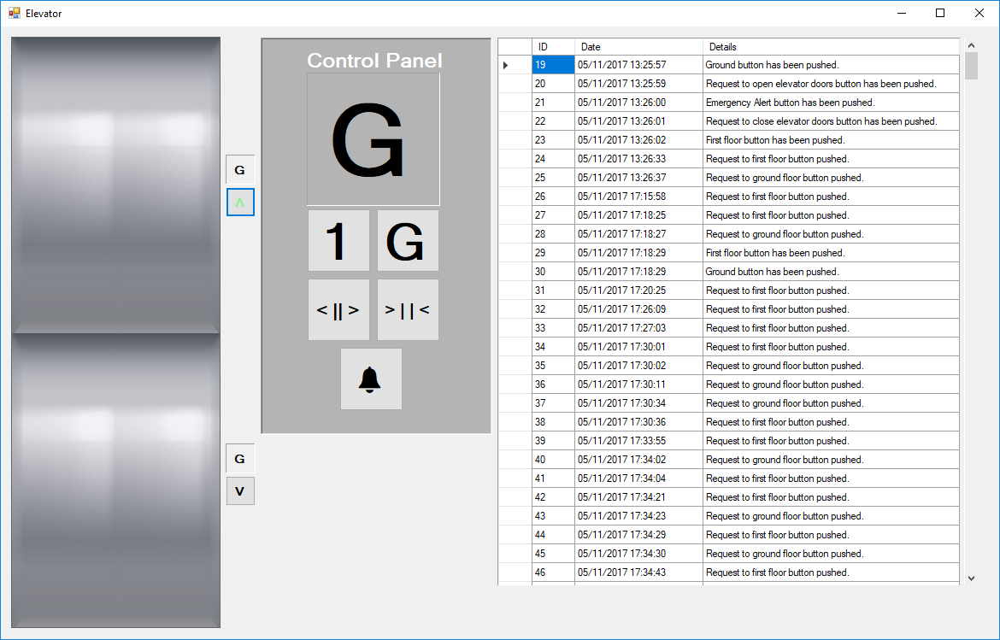 Elevator
G
^
G
V
Control Panel
G
1 G
< || > > | | <
ID Date Details
19 05/11/2017 13:25:57 Ground button has been pushed.
20 05/11/2017 13:25:59 Request to open elevator doors button has been pushed.
21 05/11/2017 13:26:00 Emergency Alert button has been pushed.
22 05/11/2017 13:26:01 Request to close elevator doors button has been pushed.
23 05/11/2017 13:26:02 First floor button has been pushed.
24 05/11/2017 13:26:33 Request to first floor button pushed.
25 05/11/2017 13:26:37 Request to ground floor button pushed.
26 05/11/2017 17:15:58 Request to first floor button pushed.
27 05/11/2017 17:18:25 Request to first floor button pushed.
28 05/11/2017 17:18:27 Request to ground floor button pushed.
29 05/11/2017 17:18:29 First floor button has been pushed.
30 05/11/2017 17:18:29 Ground button has been pushed.
31 05/11/2017 17:20:25 Request to first floor button pushed.
32 05/11/2017 17:26:09 Request to first floor button pushed.
33 05/11/2017 17:27:03 Request to first floor button pushed.
34 05/11/2017 17:30:01 Request to first floor button pushed.
35 05/11/2017 17:30:02 Request to ground floor button pushed.
36 05/11/2017 17:30:11 Request to ground floor button pushed.
37 05/11/2017 17:30:34 Request to ground floor button pushed.
38 05/11/2017 17:30:36 Request to first floor button pushed.
39 05/11/2017 17:33:55 Request to first floor button pushed.
40 05/11/2017 17:34:02 Request to ground floor button pushed.
41 05/11/2017 17:34:04 Request to first floor button pushed.
42 05/11/2017 17:34:21 Request to first floor button pushed.
43 05/11/2017 17:34:23 Request to ground floor button pushed.
44 05/11/2017 17:34:29 Request to first floor button pushed.
45 05/11/2017 17:34:30 Request to ground floor button pushed.
46 05/11/2017 17:34:43 Request to first floor button pushed.